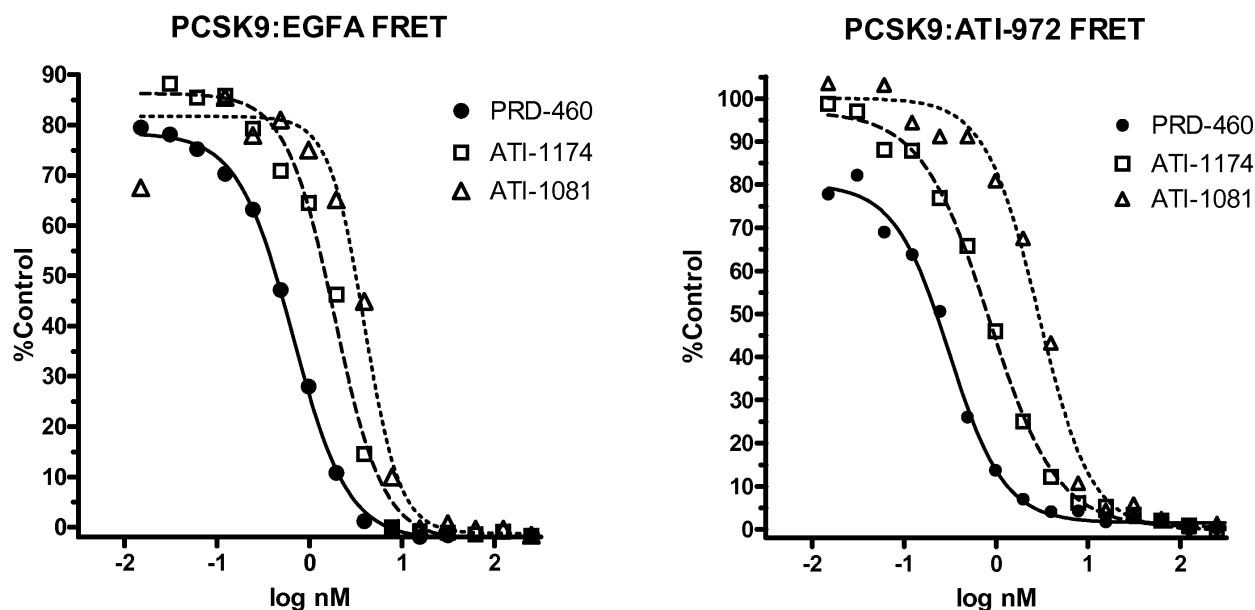 PCSK9:EGFA FRET
90
80
70
60
50
40
30
20
10
0
%Control
-2
-1
0
1
2
log nM
PRD-460
ATI-1174
ATI-1081
PCSK9:ATI-972 FRET
100
90
80
70
60
50
40
30
20
10
0
%Control
-2
-1
0
1
2
log nM
PRD-460
ATI-1174
ATI-1081